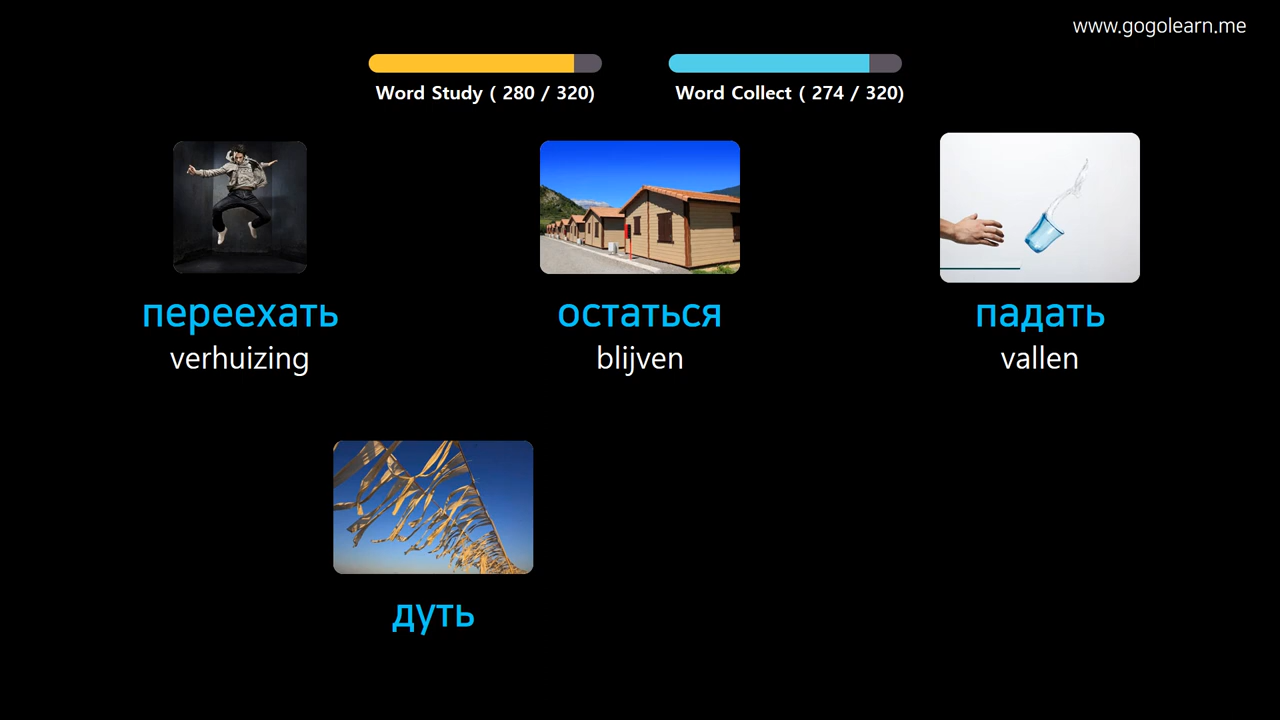 www.gogolearn.me
Word Study ( 280 / 320)
Word Collect ( 274 / 320)
переехать
verhuizing
остаться
blijven
падать
vallen
дуть